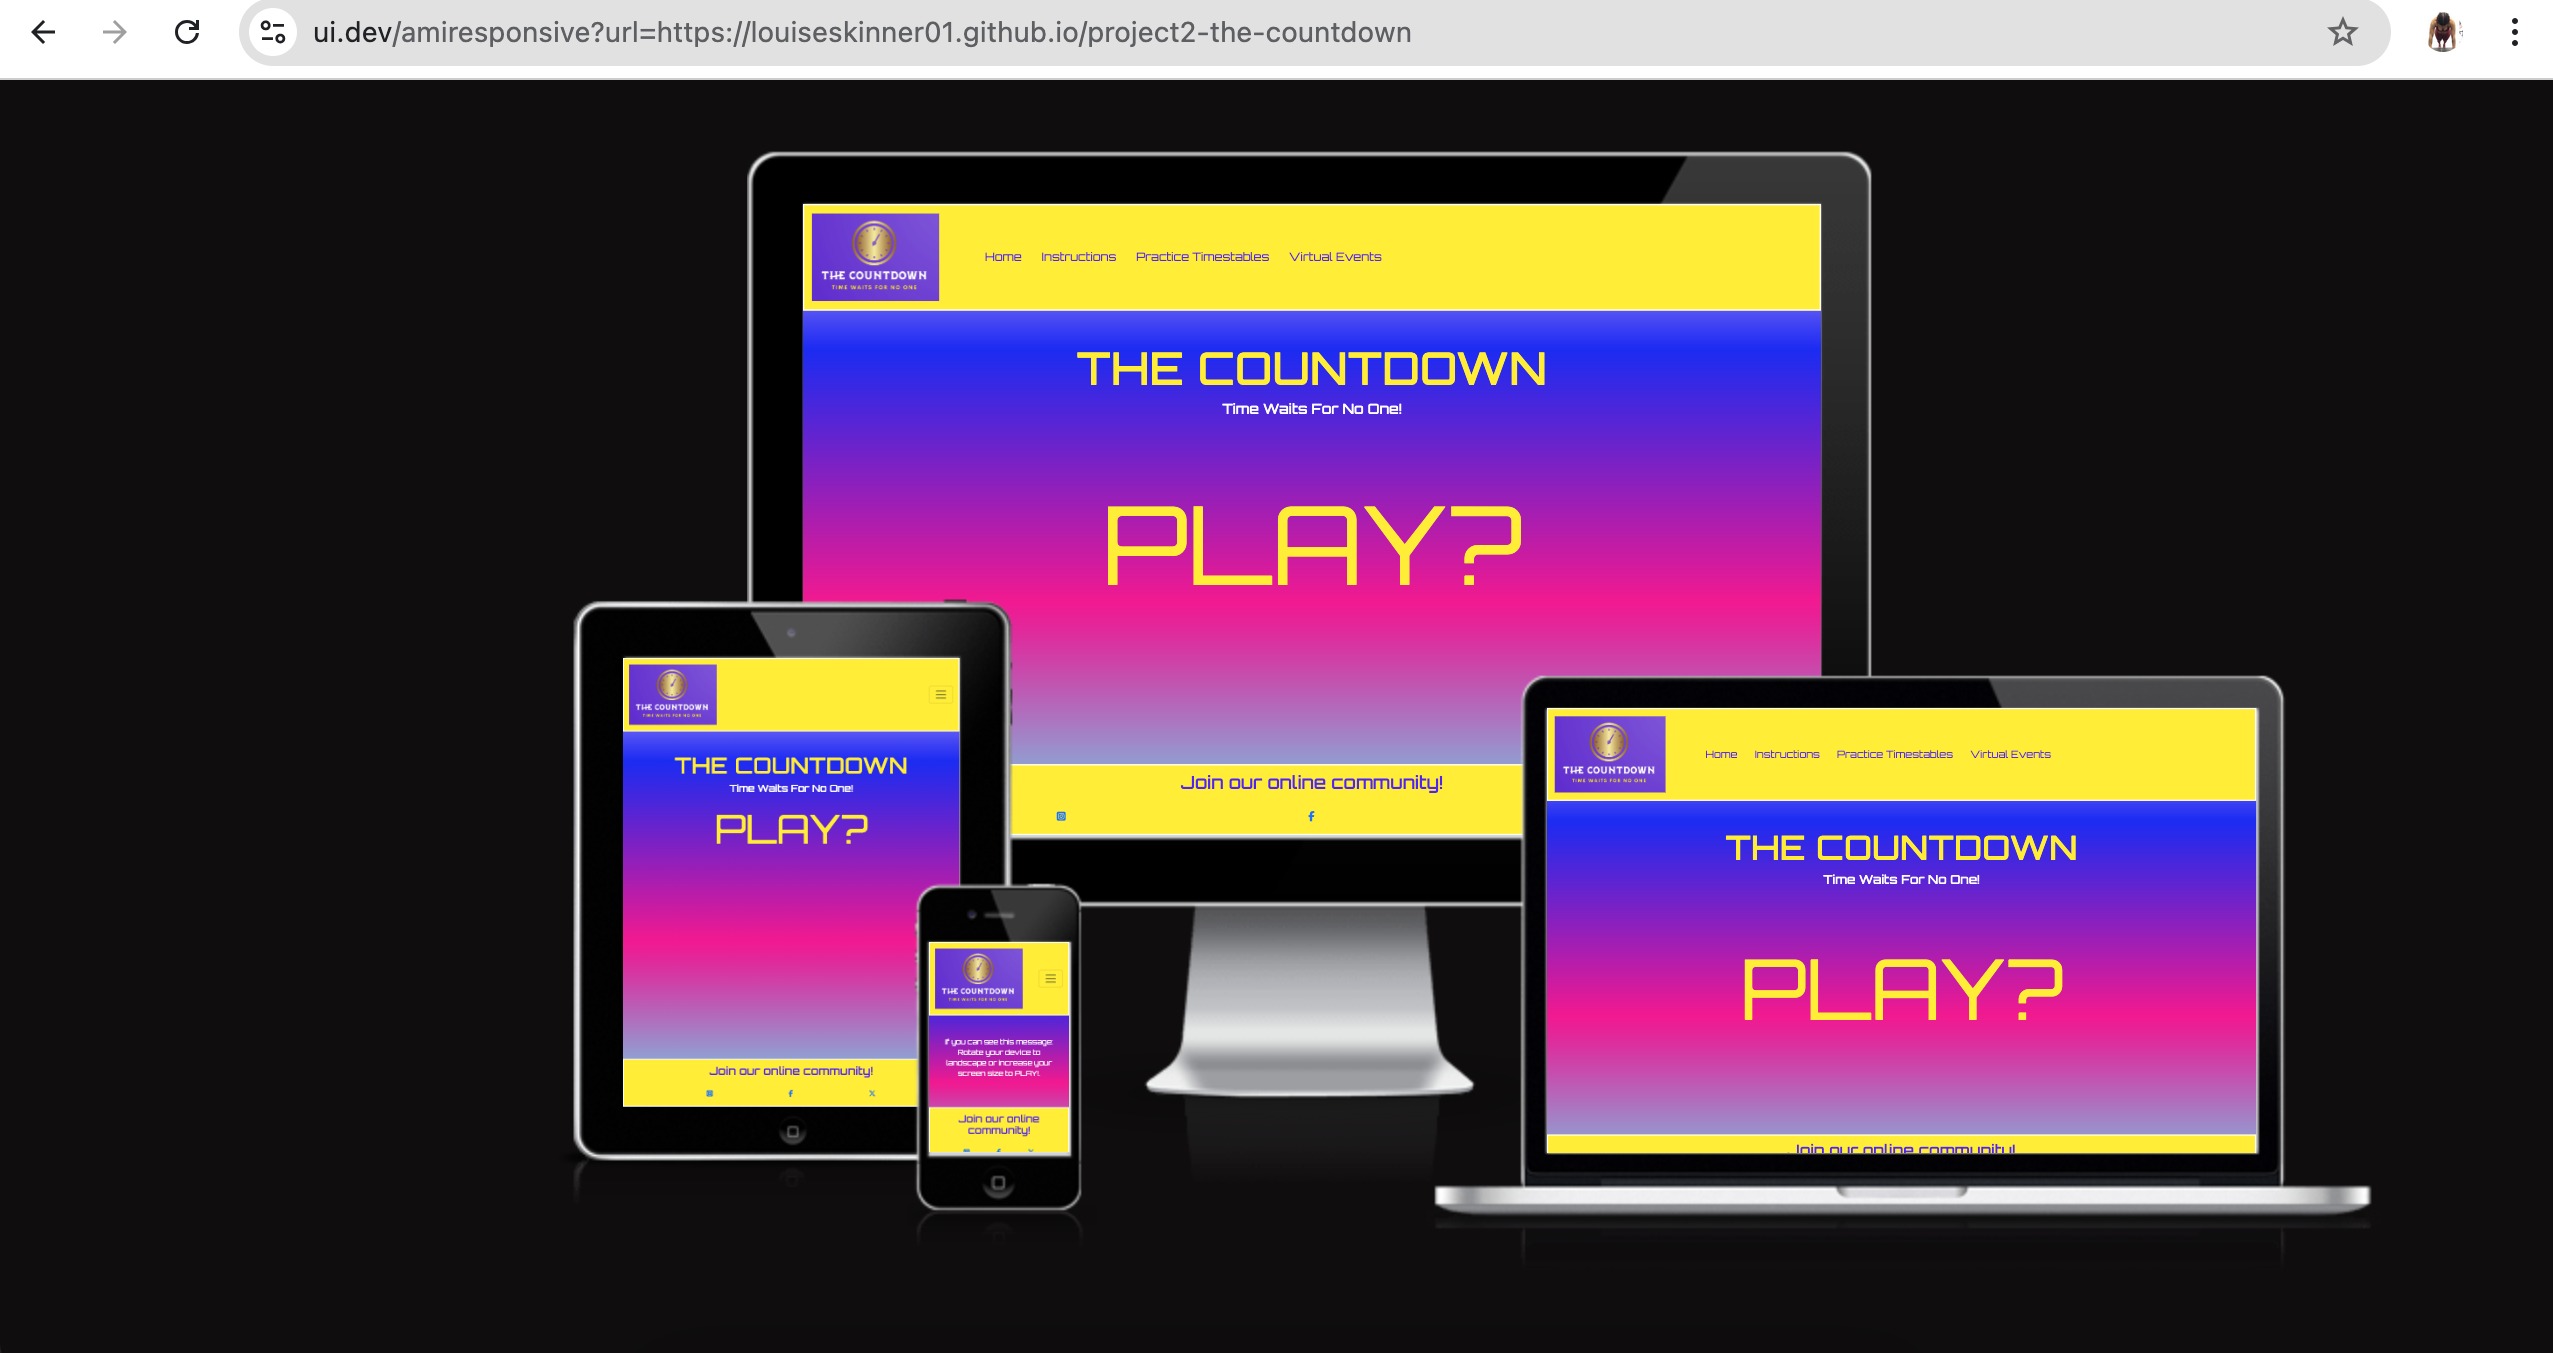 ui.dev/amiresponsive?url=https://louiseskinner01.github.io/project2-the-countdown
THE COUNTDOWN
TIME WAITS FOR NO ONE
Home Instructions Practice Timestables Virtual Events
THE COUNTDOWN
Time Waits For No One!
PLAY?
Join our online community!
THE COUNTDOWN
TIME WAITS FOR NO ONE
THE COUNTDOWN
Time Waits For No One!
PLAY?
Join our online community!
THE COUNTDOWN
TIME WAITS FOR NO ONE
If you can see this message:
Rotate your device to
landscape or increase your
screen size to PLAY!.
Join our online
community!
THE COUNTDOWN
TIME WAITS FOR NO ONE
Home Instructions Practice Timestables Virtual Events
THE COUNTDOWN
Time Waits For No One!
PLAY?
Join our online community!